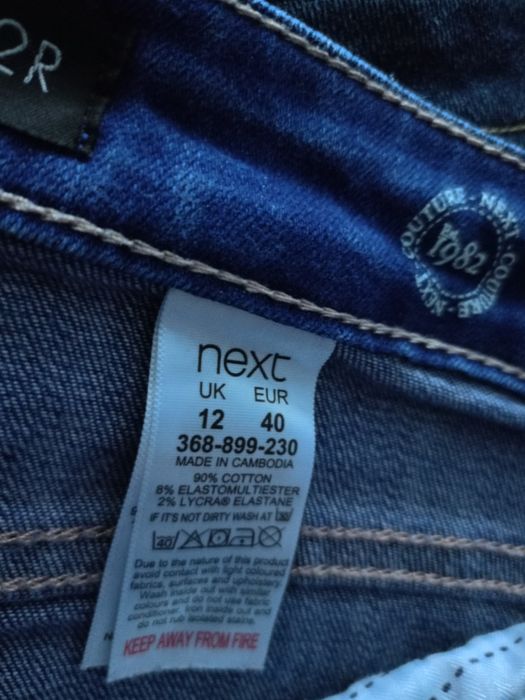 2R
NEXT COUTURE NEXT COUTURE
1982
next
UK EUR
12 40
368-899-230
MADE IN CAMBODIA
90% COTTON
8% ELASTOMULTIESTER
2% LYCRA® ELASTANE
IF IT'S NOT DIRTY WASH AT 30
40
Due to the nature of this product
avoid contact with light coloured
fabrics, surfaces and upholstery.
Wash inside out with similar
colours and do not use fabric
conditioner. Iron inside out and
do not rub isolated stains.
KEEP AWAY FROM FIRE